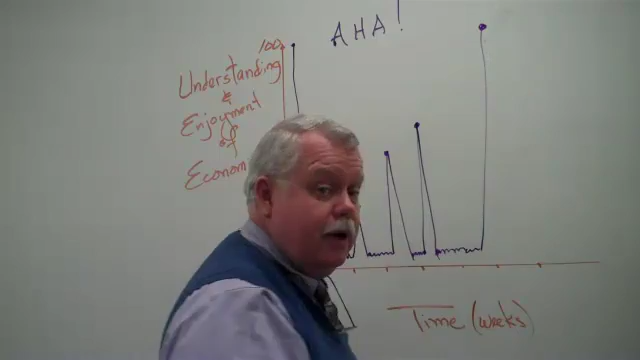 AHA!
100
Understanding
&
Enjoyment
of
Econom
Time (weeks)